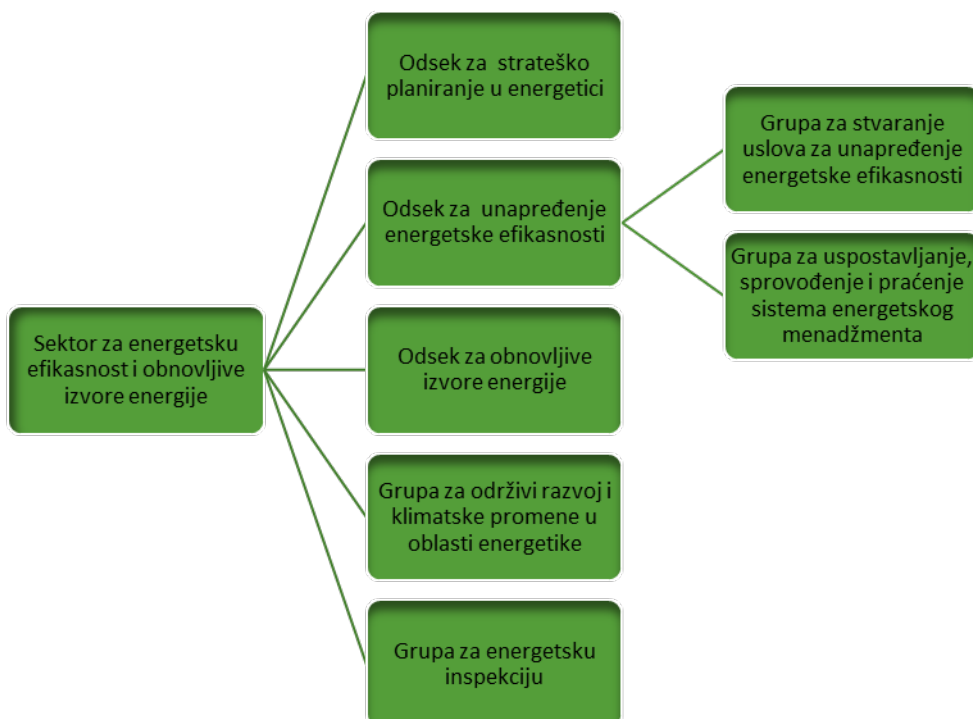 Odsek za strateško
planiranje u energetici
Grupa za stvaranje
uslova za unapređenje
energetske efikasnosti
Odsek za unapređenje
energetske efikasnosti
Grupa za uspostavljanje,
sprovođenje i praćenje
sistema energetskog
menadžmenta
Sektor za energetsku
efikasnost i obnovljive
izvore energije
Odsek za obnovljive
izvore energije
Grupa za održivi razvoj i
klimatske promene u
oblasti energetike
Grupa za energetsku
inspekciju